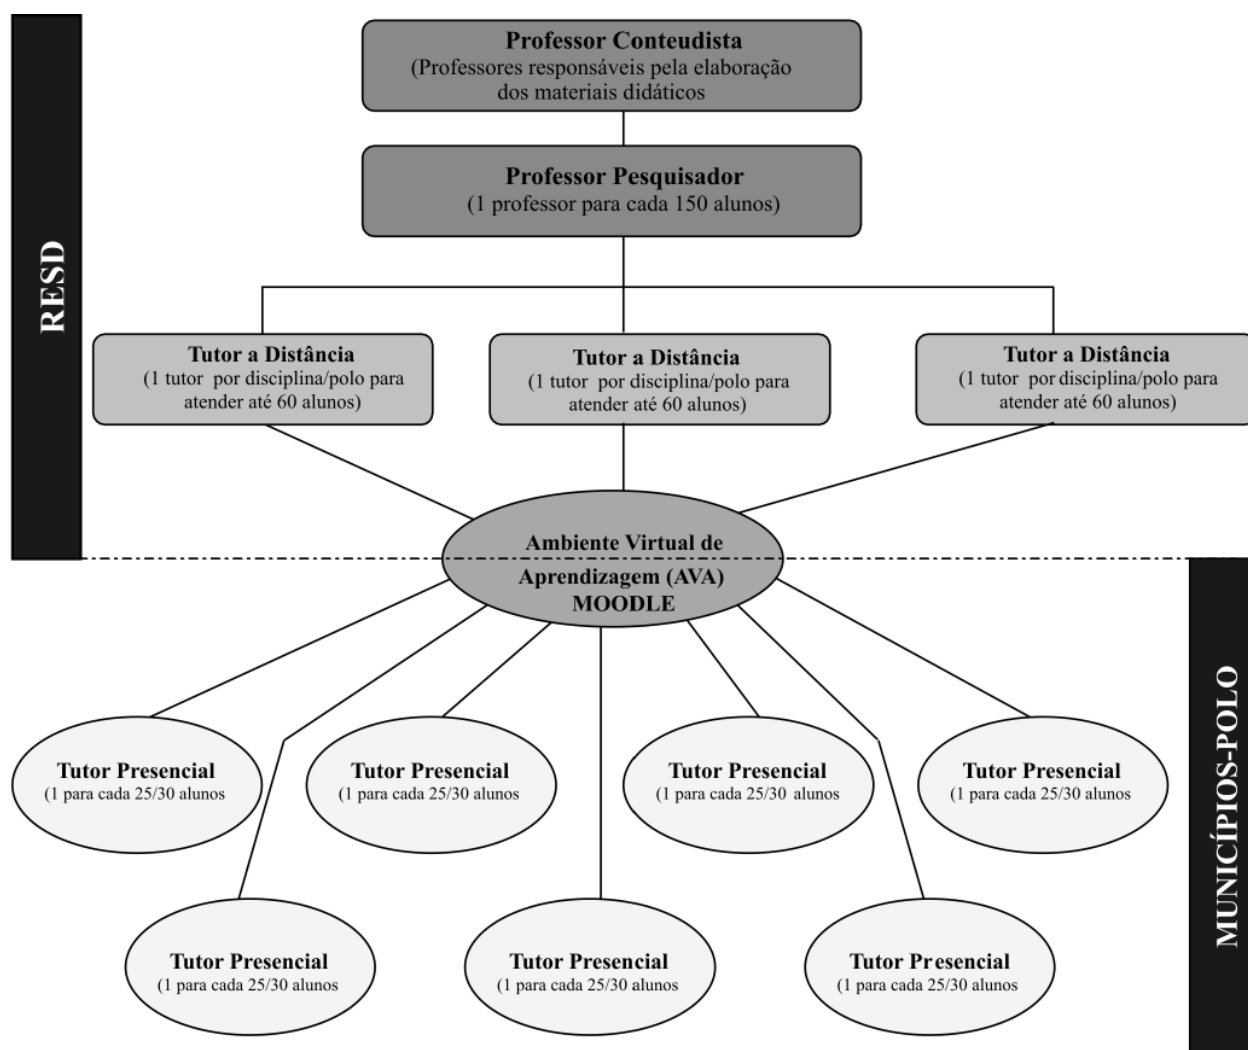 RESD
Professor Conteudista
(Professores responsáveis pela elaboração
dos materiais didáticos
Professor Pesquisador
(1 professor para cada 150 alunos)
Tutor a Distância
(1 tutor por disciplina/polo para
atender até 60 alunos)
Tutor a Distância
(1 tutor por disciplina/polo para
atender até 60 alunos)
Tutor a Distância
(1 tutor por disciplina/polo para
atender até 60 alunos)
Ambiente Virtual de
Aprendizagem (AVA)
MOODLE
MUNICÍPIOS-POLO
Tutor Presencial
(1 para cada 25/30 alunos
Tutor Presencial
(1 para cada 25/30 alunos
Tutor Presencial
(1 para cada 25/30 alunos
Tutor Presencial
(1 para cada 25/30 alunos
Tutor Presencial
(1 para cada 25/30 alunos
Tutor Presencial
(1 para cada 25/30 alunos
Tutor Presencial
(1 para cada 25/30 alunos